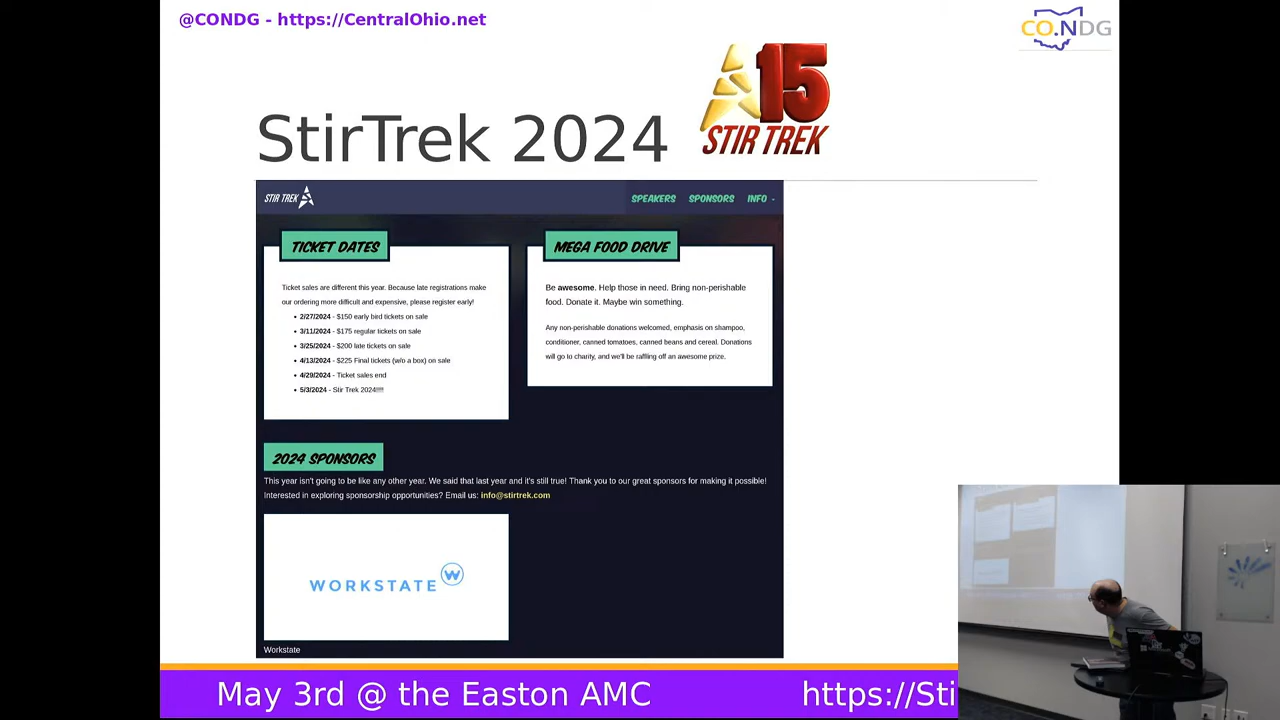 @CONDG - https://CentralOhio.net
CO.NDG
15
STIR TREK
StirTrek 2024
STIR TREK
SPEAKERS SPONSORS INFO
TICKET DATES
Ticket sales are different this year. Because late registrations make
our ordering more difficult and expensive, please register early!
• 2/27/2024 - $150 early bird tickets on sale
• 3/11/2024 - $175 regular tickets on sale
• 3/25/2024 - $200 late tickets on sale
• 4/13/2024 - $225 Final tickets (w/o a box) on sale
• 4/29/2024 - Ticket sales end
• 5/3/2024 - Stir Trek 2024!!!!
MEGA FOOD DRIVE
Be awesome. Help those in need. Bring non-perishable
food. Donate it. Maybe win something.
Any non-perishable donations welcomed, emphasis on shampoo,
conditioner, canned tomatoes, canned beans and cereal. Donations
will go to charity, and we'll be raffling off an awesome prize.
2024 SPONSORS
This year isn't going to be like any other year. We said that last year and it's still true! Thank you to our great sponsors for making it possible!
Interested in exploring sponsorship opportunities? Email us: info@stirtrek.com
WORKSTATE W
Workstate
May 3rd @ the Easton AMC
https://Sti